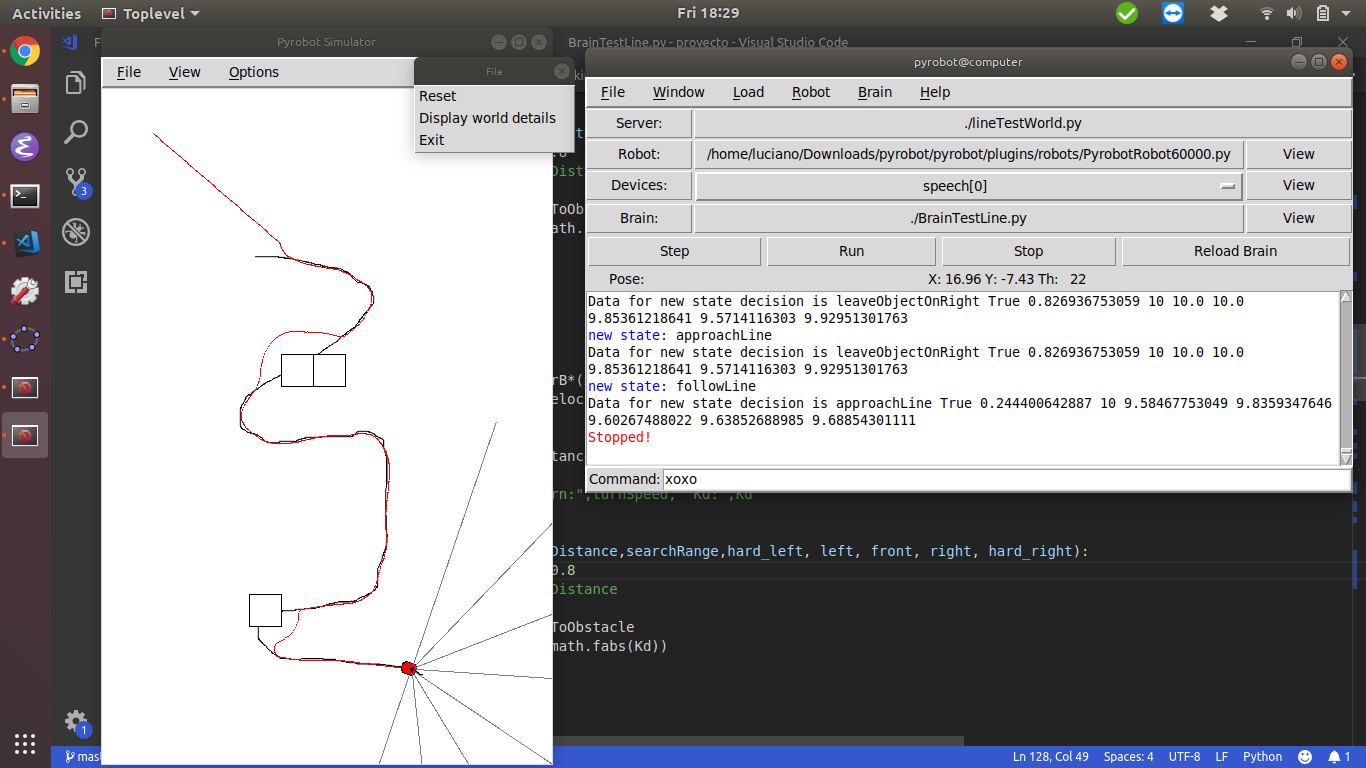 Activities Toplevel Fri 18:29
Pyrobot Simulator
File View Options
File
Reset
Display world details
Exit
BrainTestLine.py - proyecto - Visual Studio Code
pyrobot@computer
File Window Load Robot Brain Help
Server: ./lineTestWorld.py
Robot: /home/luciano/Downloads/pyrobot/pyrobot/plugins/robots/PyrobotRobot60000.py View
Devices: speech[0] View
Brain: ./BrainTestLine.py View
Step Run Stop Reload Brain
Pose: X: 16.96 Y: -7.43 Th: 22
Data for new state decision is leaveObjectOnRight True 0.826936753059 10 10.0 10.0
9.85361218641 9.5714116303 9.92951301763
new state: approachLine
Data for new state decision is leaveObjectOnRight True 0.826936753059 10 10.0 10.0
9.85361218641 9.5714116303 9.92951301763
new state: followLine
Data for new state decision is approachLine True 0.244400642887 10 9.58467753049 9.8359347646
9.60267488022 9.63852688985 9.68854301111
Stopped!
Command: xoxo
rn:",turnSpeed, "Kd:",Kd
Distance,searchRange,hard_left, left, front, right, hard_right):
0.8
Distance
ToObstacle
math.fabs(Kd))
3
1
mas
Ln 128, Col 49 Spaces: 4 UTF-8 LF Python 1